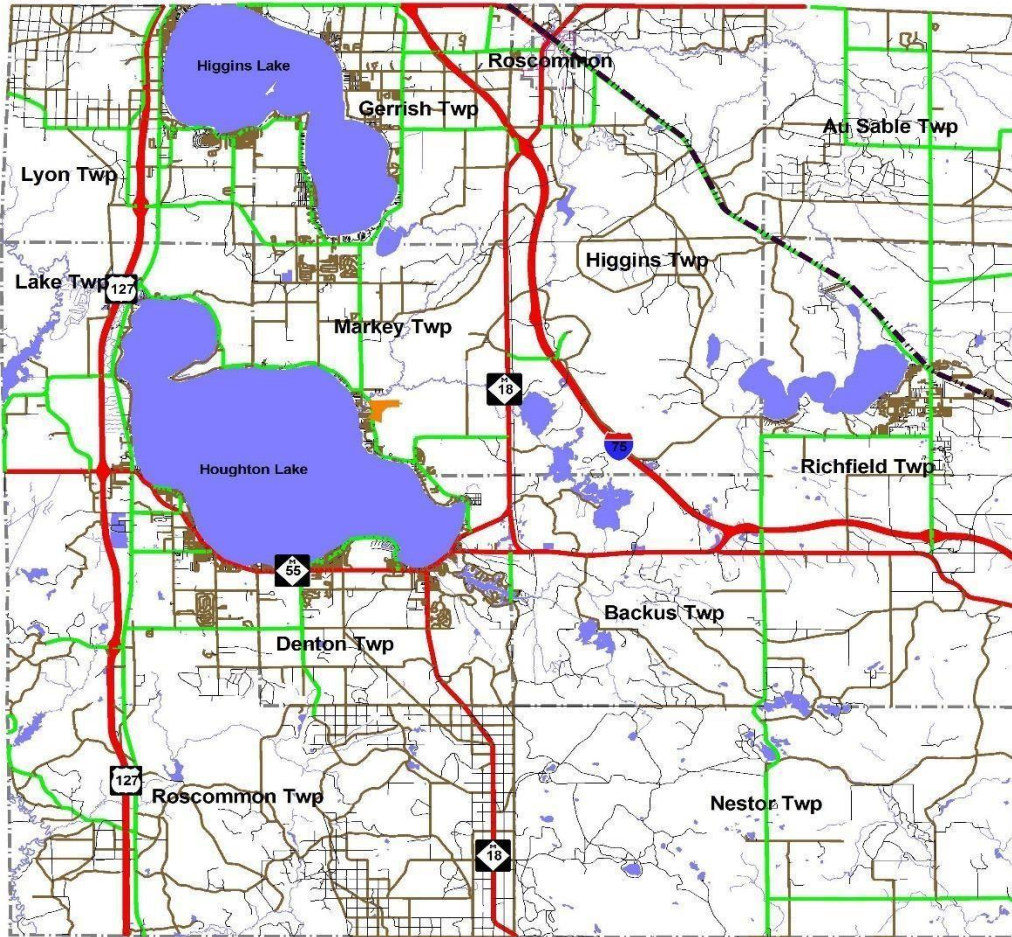 Roscommon
Higgins Lake
Gerrish Twp
Au Sable Twp
Lyon Twp
Higgins Twp
Lake Twp
127
Markey Twp
M
18
75
Houghton Lake
Richfield Twp
M
55
Backus Twp
Denton Twp
127
Roscommon Twp
Nestor Twp
M
18